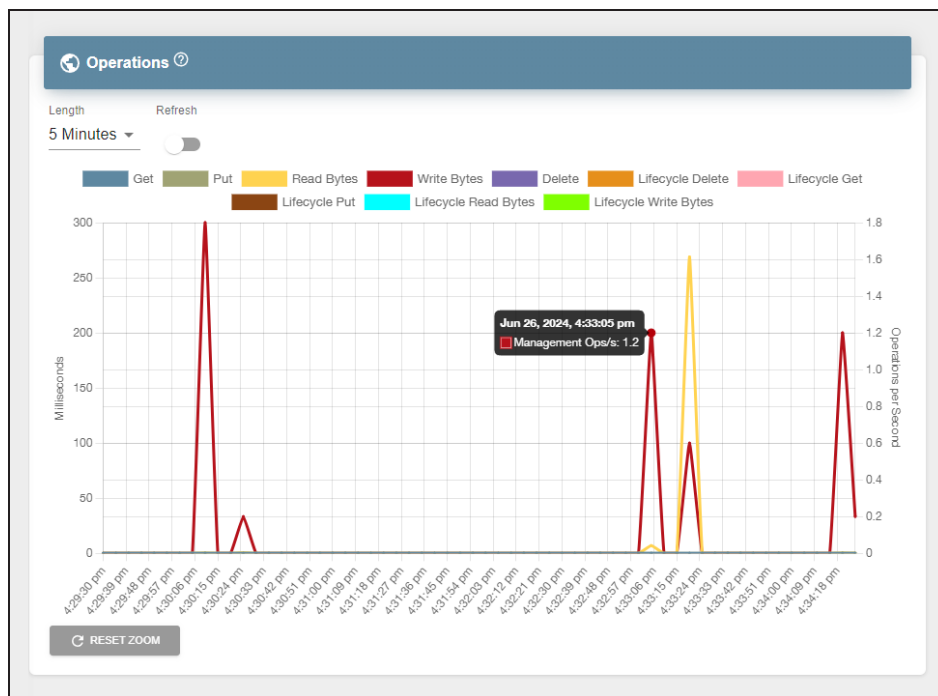 Operations ?
Length Refresh
5 Minutes
Get Put Read Bytes Write Bytes Delete Lifecycle Delete Lifecycle Get
Lifecycle Put Lifecycle Read Bytes Lifecycle Write Bytes
300 1.8
1.6
250
1.4
200 1.2
1.0
150
0.8
100 0.6
0.4
50
0.2
0 0
Milliseconds
Operations per Second
Jun 26, 2024, 4:33:05 pm
Management Ops/s: 1.2
4:29:30 pm
4:29:39 pm
4:29:48 pm
4:29:57 pm
4:30:06 pm
4:30:15 pm
4:30:24 pm
4:30:33 pm
4:30:42 pm
4:30:51 pm
4:31:00 pm
4:31:09 pm
4:31:18 pm
4:31:27 pm
4:31:36 pm
4:31:45 pm
4:31:54 pm
4:32:03 pm
4:32:12 pm
4:32:21 pm
4:32:30 pm
4:32:39 pm
4:32:48 pm
4:32:57 pm
4:33:06 pm
4:33:15 pm
4:33:24 pm
4:33:33 pm
4:33:42 pm
4:33:51 pm
4:34:00 pm
4:34:09 pm
4:34:18 pm
RESET ZOOM